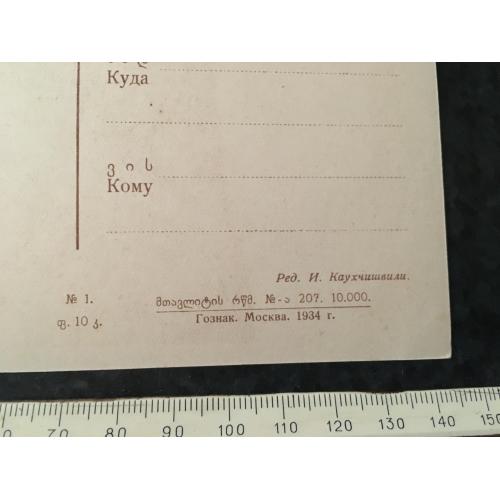 Куда
ვ ი ს
Кому
Ред. И. Каухчишвили.
№ 1.
მთავლიტის რწმ. №-ა 207. 10.000.
ფ. 10 კ.
Гознак. Москва. 1934 г.
60 70 80 90 100 110 120 130 140 150